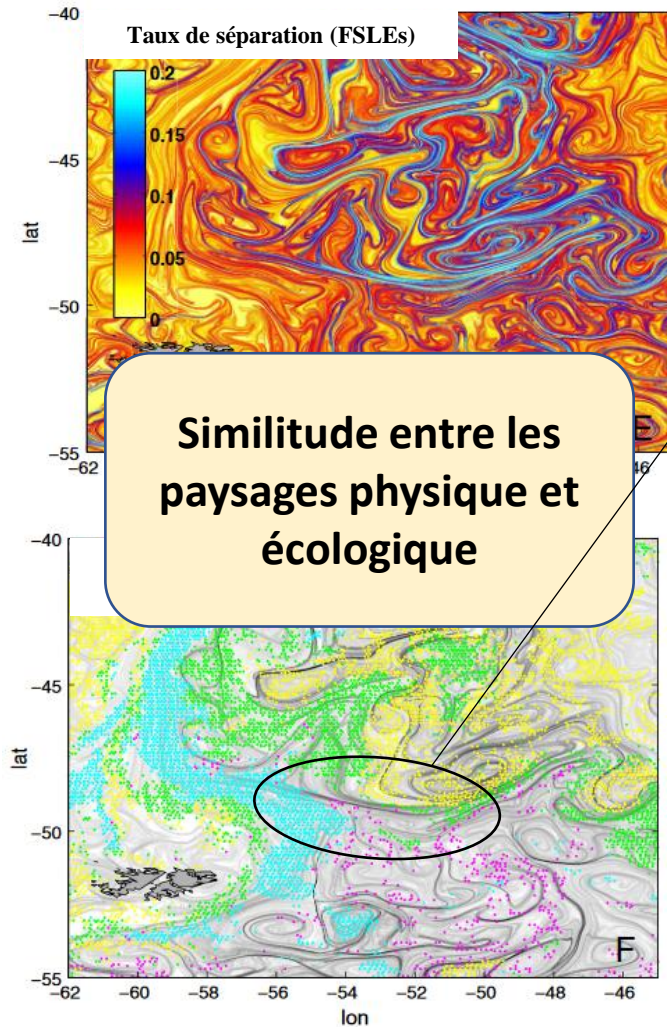 −40
Taux de séparation (FSLEs)
0.2
0.15
−45
0.1
lat
0.05
−50
0
E
−55
−62
46
Similitude entre les
paysages physique et
écologique
−40
−45
lat
−50
F
−55
−62 −60 −58 −56 −54 −52 −50 −48 −46
lon